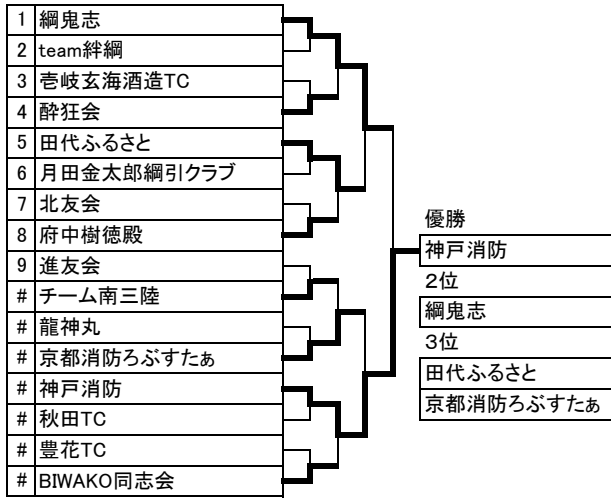 1 綱鬼志
2 team絆綱
3 壱岐玄海酒造TC
4 酔狂会
5 田代ふるさと
6 月田金太郎綱引クラブ
7 北友会
8 府中樹徳殿
9 進友会
# チーム南三陸
# 龍神丸
# 京都消防ろぶすたぁ
# 神戸消防
# 秋田TC
# 豊花TC
# BIWAKO同志会
優勝
神戸消防
2位
綱鬼志
3位
田代ふるさと
京都消防ろぶすたぁ